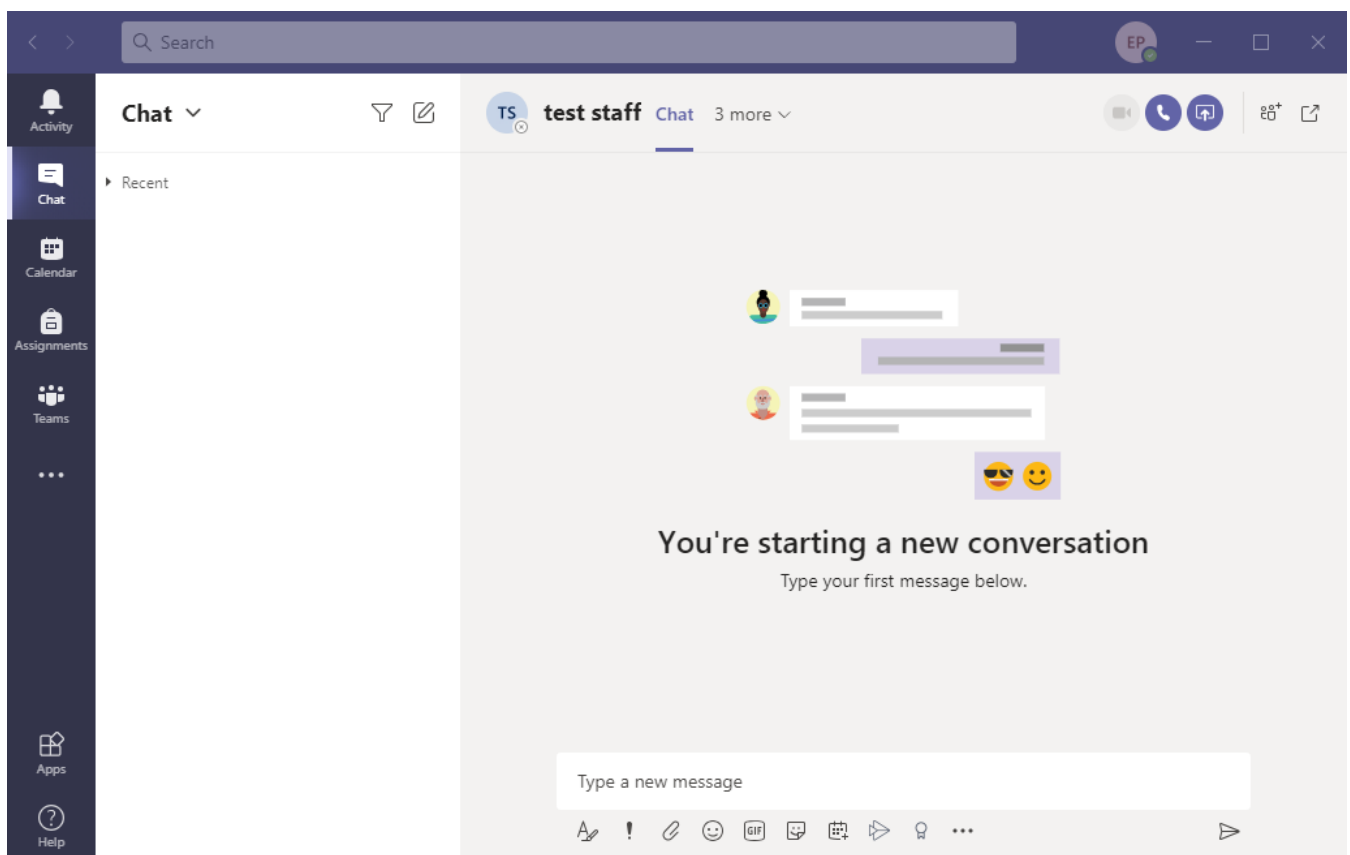 Search
EP
Activity
Chat
Calendar
Assignments
Teams
Apps
Help
Chat
Recent
TS
test staff Chat 3 more
You're starting a new conversation
Type your first message below.
Type a new message
GIF